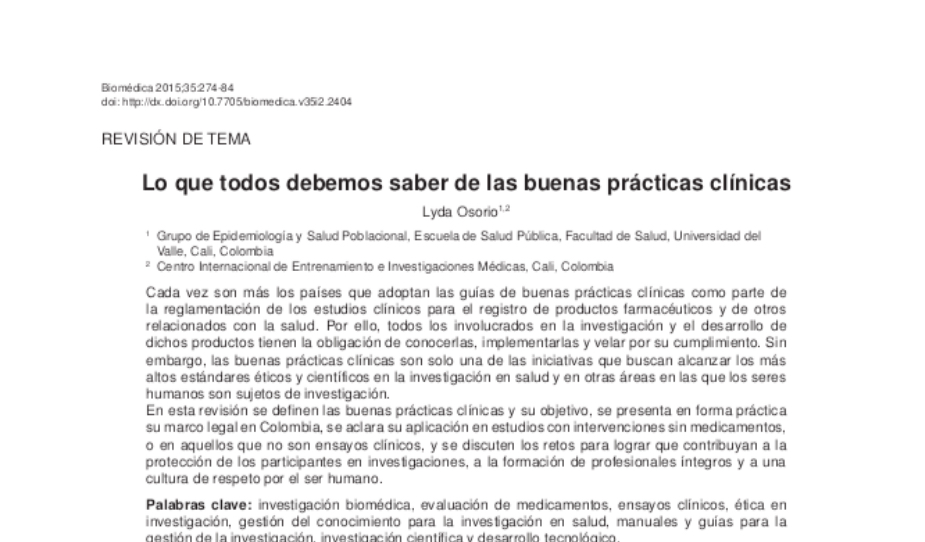 Biomédica 2015;35:274-84
doi: http://dx.doi.org/10.7705/biomedica.v35i2.2404
REVISIÓN DE TEMA
Lo que todos debemos saber de las buenas prácticas clínicas
Lyda Osorio1,2
1 Grupo de Epidemiología y Salud Poblacional, Escuela de Salud Pública, Facultad de Salud, Universidad del
Valle, Cali, Colombia
2 Centro Internacional de Entrenamiento e Investigaciones Médicas, Cali, Colombia
Cada vez son más los países que adoptan las guías de buenas prácticas clínicas como parte de
la reglamentación de los estudios clínicos para el registro de productos farmacéuticos y de otros
relacionados con la salud. Por ello, todos los involucrados en la investigación y el desarrollo de
dichos productos tienen la obligación de conocerlas, implementarlas y velar por su cumplimiento. Sin
embargo, las buenas prácticas clínicas son solo una de las iniciativas que buscan alcanzar los más
altos estándares éticos y científicos en la investigación en salud y en otras áreas en las que los seres
humanos son sujetos de investigación.
En esta revisión se definen las buenas prácticas clínicas y su objetivo, se presenta en forma práctica
su marco legal en Colombia, se aclara su aplicación en estudios con intervenciones sin medicamentos,
o en aquellos que no son ensayos clínicos, y se discuten los retos para lograr que contribuyan a la
protección de los participantes en investigaciones, a la formación de profesionales íntegros y a una
cultura de respeto por el ser humano.
Palabras clave: investigación biomédica, evaluación de medicamentos, ensayos clínicos, ética en
investigación, gestión del conocimiento para la investigación en salud, manuales y guías para la
gestión de la investigación, investigación científica y desarrollo tecnológico.